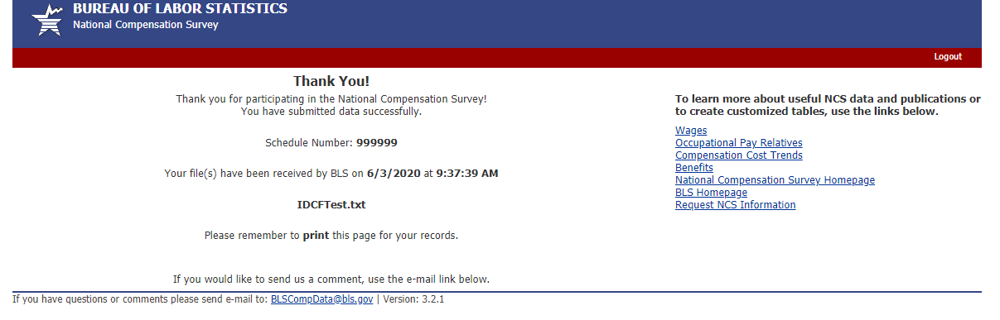 BUREAU OF LABOR STATISTICS
National Compensation Survey
Logout
Thank You!
Thank you for participating in the National Compensation Survey!
You have submitted data successfully.
Schedule Number: 999999
Your file(s) have been received by BLS on 6/3/2020 at 9:37:39 AM
IDCFTest.txt
Please remember to print this page for your records.
If you would like to send us a comment, use the e-mail link below.
To learn more about useful NCS data and publications or
to create customized tables, use the links below.
Wages
Occupational Pay Relatives
Compensation Cost Trends
Benefits
National Compensation Survey Homepage
BLS Homepage
Request NCS Information
If you have questions or comments please send e-mail to: BLSCompData@bls.gov | Version: 3.2.1